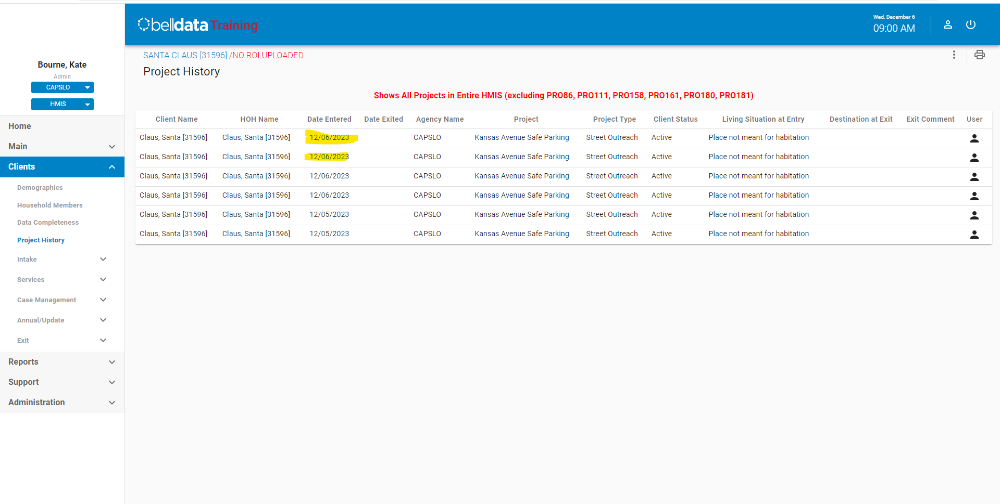 belldata Training
Wed, December 6
09:00 AM
Bourne, Kate
Admin
CAPSLO
HMIS
Home
Main
Clients
Demographics
Household Members
Data Completeness
Project History
Intake
Services
Case Management
Annual/Update
Exit
Reports
Support
Administration
SANTA CLAUS [31596] /NO ROI UPLOADED
Project History
Shows All Projects in Entire HMIS (excluding PRO86, PRO111, PRO158, PRO161, PRO180, PRO181)
Client Name HOH Name Date Entered Date Exited Agency Name Project Project Type Client Status Living Situation at Entry Destination at Exit Exit Comment User
Claus, Santa [31596] Claus, Santa [31596] 12/06/2023 CAPSLO Kansas Avenue Safe Parking Street Outreach Active Place not meant for habitation
Claus, Santa [31596] Claus, Santa [31596] 12/06/2023 CAPSLO Kansas Avenue Safe Parking Street Outreach Active Place not meant for habitation
Claus, Santa [31596] Claus, Santa [31596] 12/06/2023 CAPSLO Kansas Avenue Safe Parking Street Outreach Active Place not meant for habitation
Claus, Santa [31596] Claus, Santa [31596] 12/06/2023 CAPSLO Kansas Avenue Safe Parking Street Outreach Active Place not meant for habitation
Claus, Santa [31596] Claus, Santa [31596] 12/05/2023 CAPSLO Kansas Avenue Safe Parking Street Outreach Active Place not meant for habitation
Claus, Santa [31596] Claus, Santa [31596] 12/05/2023 CAPSLO Kansas Avenue Safe Parking Street Outreach Active Place not meant for habitation